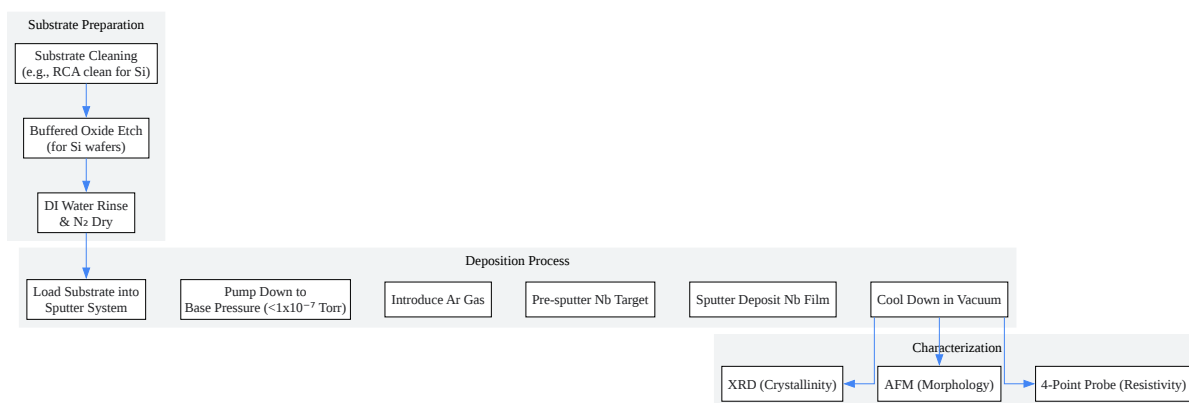 Substrate Preparation
Substrate Cleaning
(e.g., RCA clean for Si)
Buffered Oxide Etch
(for Si wafers)
DI Water Rinse
& N₂ Dry
Deposition Process
Load Substrate into
Sputter System
Pump Down to
Base Pressure (<1x10⁻⁷ Torr)
Introduce Ar Gas
Pre-sputter Nb Target
Sputter Deposit Nb Film
Cool Down in Vacuum
Characterization
XRD (Crystallinity)
AFM (Morphology)
4-Point Probe (Resistivity)